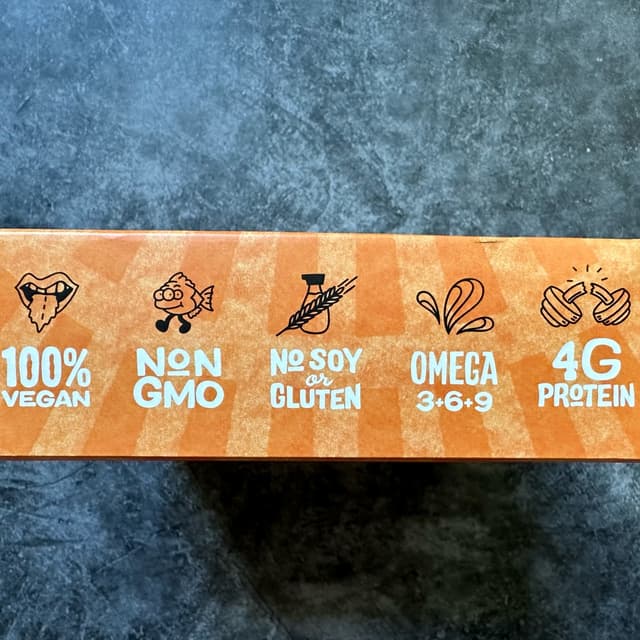 100%
VEGAN
NON
GMO
NO SOY
or
GLUTEN
OMEGA
3+6+9
4G
PROTEIN